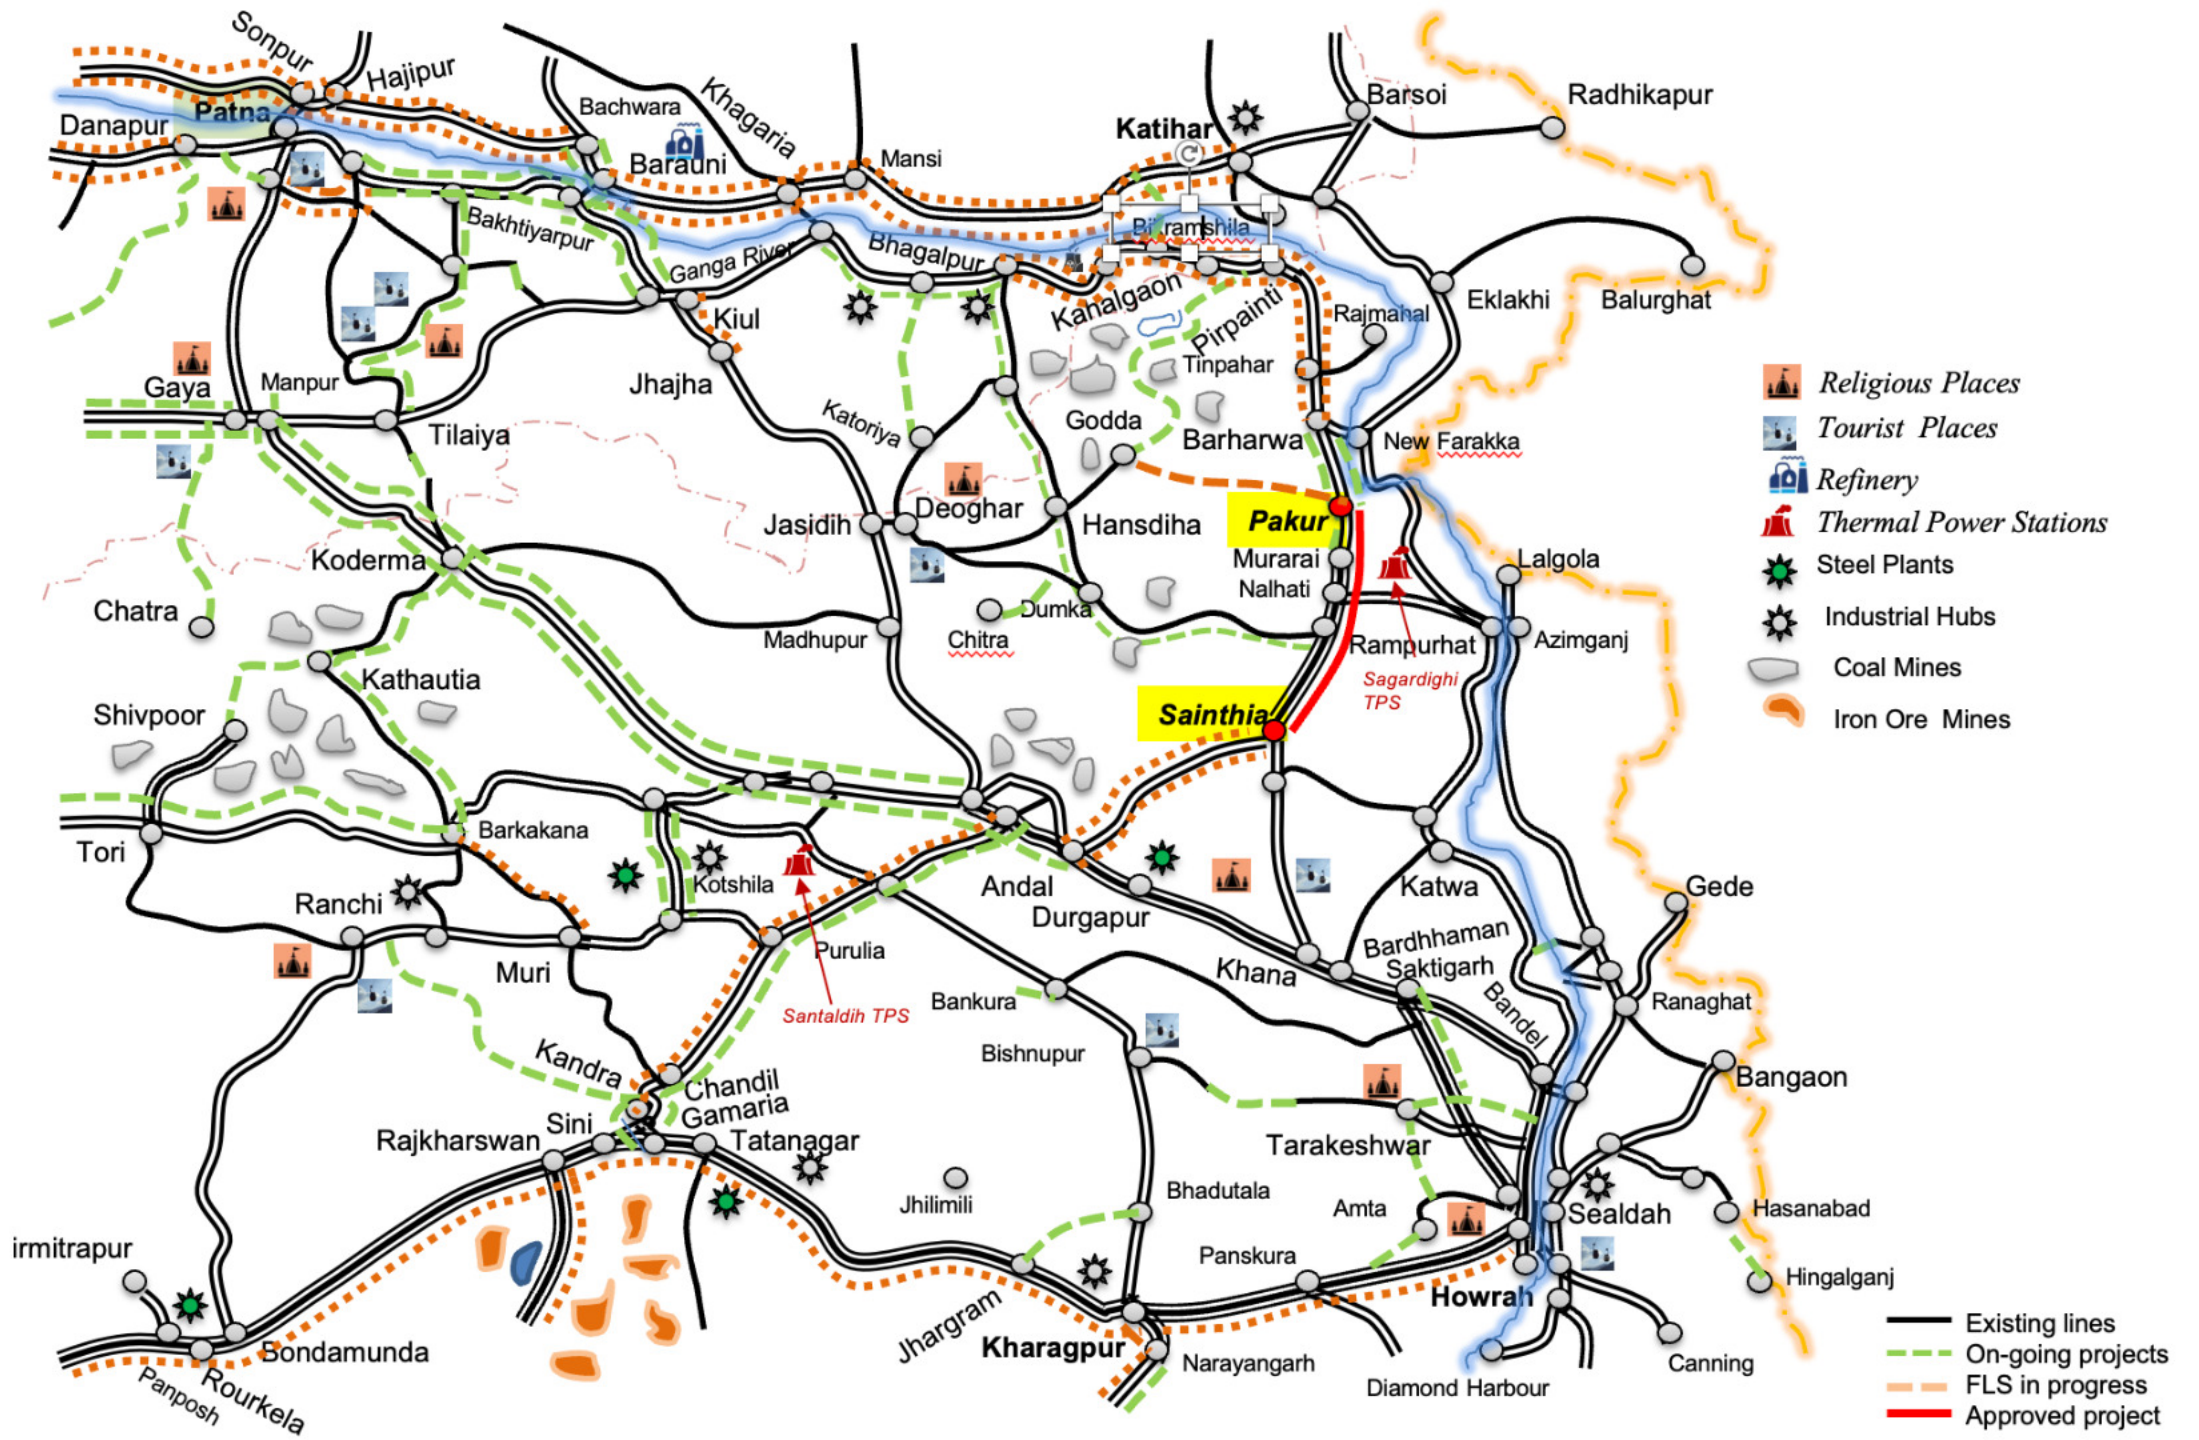 Sonpur
Hajipur
Patna
Danapur
Bachwara
Khagaria
Barauni
Mansi
Katihar
Barsoi
Radhikapur
Bakhtiyarpur
Ganga River
Bhagalpur
Bikramshila
Kahalgaon
Pirpainti
Rajmahal
Eklakhi
Balurghat
Kiul
Jhajha
Tinpahar
Gaya
Manpur
Tilaiya
Katoriya
Godda
Barharwa
New Farakka
Religious Places
Tourist Places
Refinery
Thermal Power Stations
Steel Plants
Industrial Hubs
Coal Mines
Iron Ore Mines
Jasidih
Deoghar
Hansdiha
Pakur
Murarai
Nalhati
Lalgola
Koderma
Chatra
Madhupur
Chitra
Dumka
Rampurhat
Azimganj
Sagardighi
TPS
Kathautia
Shivpoor
Sainthia
Tori
Barkakana
Ranchi
Kotshila
Andal
Durgapur
Katwa
Gede
Muri
Purulia
Santaldih TPS
Bankura
Khana
Bardhhaman
Saktigarh
Bandel
Ranaghat
Bishnupur
Kandra
Chandil
Gamaria
Bangaon
Sini
Rajkharswan
Tatanagar
Tarakeshwar
Jhilimili
Bhadutala
Amta
Sealdah
Hasanabad
irmitrapur
Panskura
Howrah
Hingalganj
Jhargram
Kharagpur
Narayangarh
Bondamunda
Panposh
Rourkela
Diamond Harbour
Canning
Existing lines
On-going projects
FLS in progress
Approved project